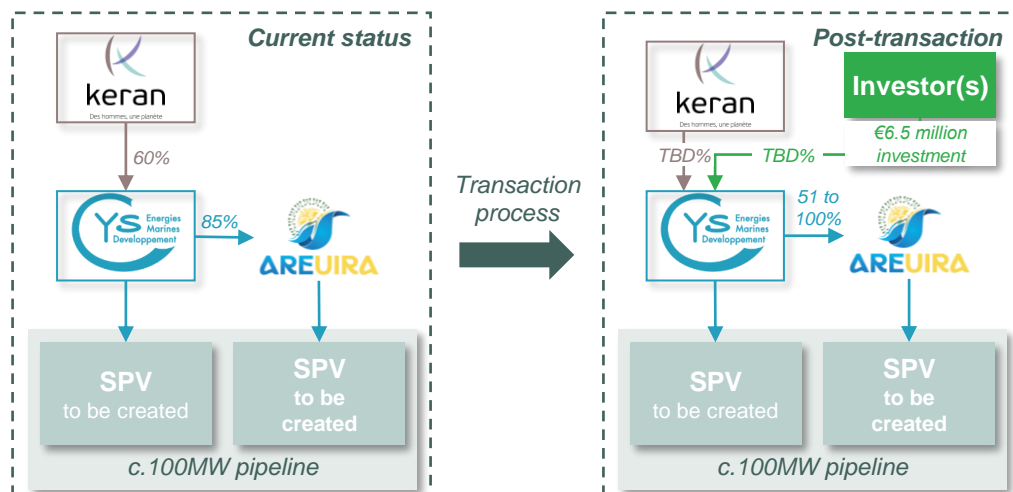 Current status
keran
Des hommes, une planète
60%
CYS Energies
Marines
Developpement
85%
AREUIRA
SPV
to be created
SPV
to be
created
c.100MW pipeline
Transaction
process
Post-transaction
keran
Des hommes, une planète
Investor(s)
€6.5 million
investment
TBD%
TBD%
CYS Energies
Marines
Developpement
51 to
100%
AREUIRA
SPV
to be created
SPV
to be
created
c.100MW pipeline